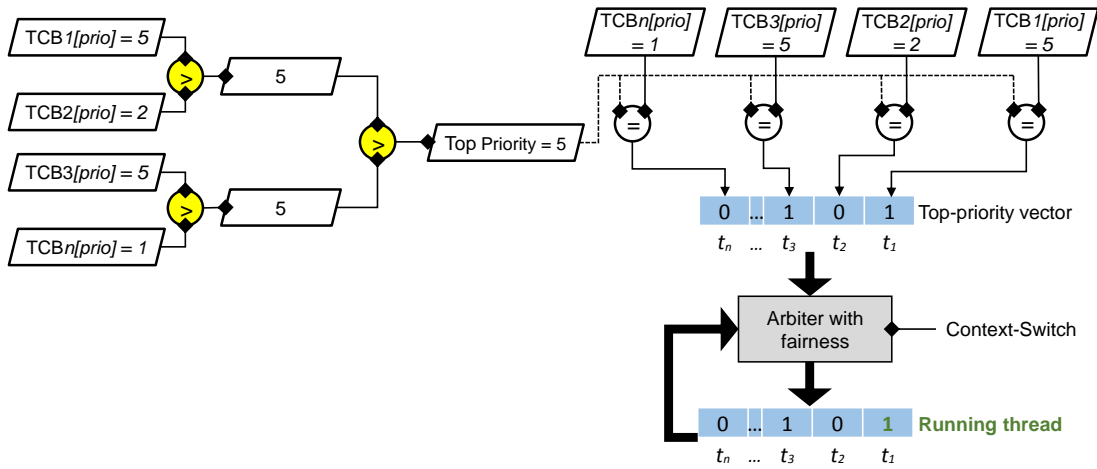 TCB1[prio] = 5
TCB2[prio] = 2
>
5
TCB3[prio] = 5
TCBn[prio] = 1
>
5
>
Top Priority = 5
TCBn[prio]
= 1
TCB3[prio]
= 5
TCB2[prio]
= 2
TCB1[prio]
= 5
= = = =
0 ... 1 0 1 Top-priority vector
tn ... t3 t2 t1
Arbiter with
fairness
Context-Switch
0 ... 1 0 1 Running thread
tn ... t3 t2 t1